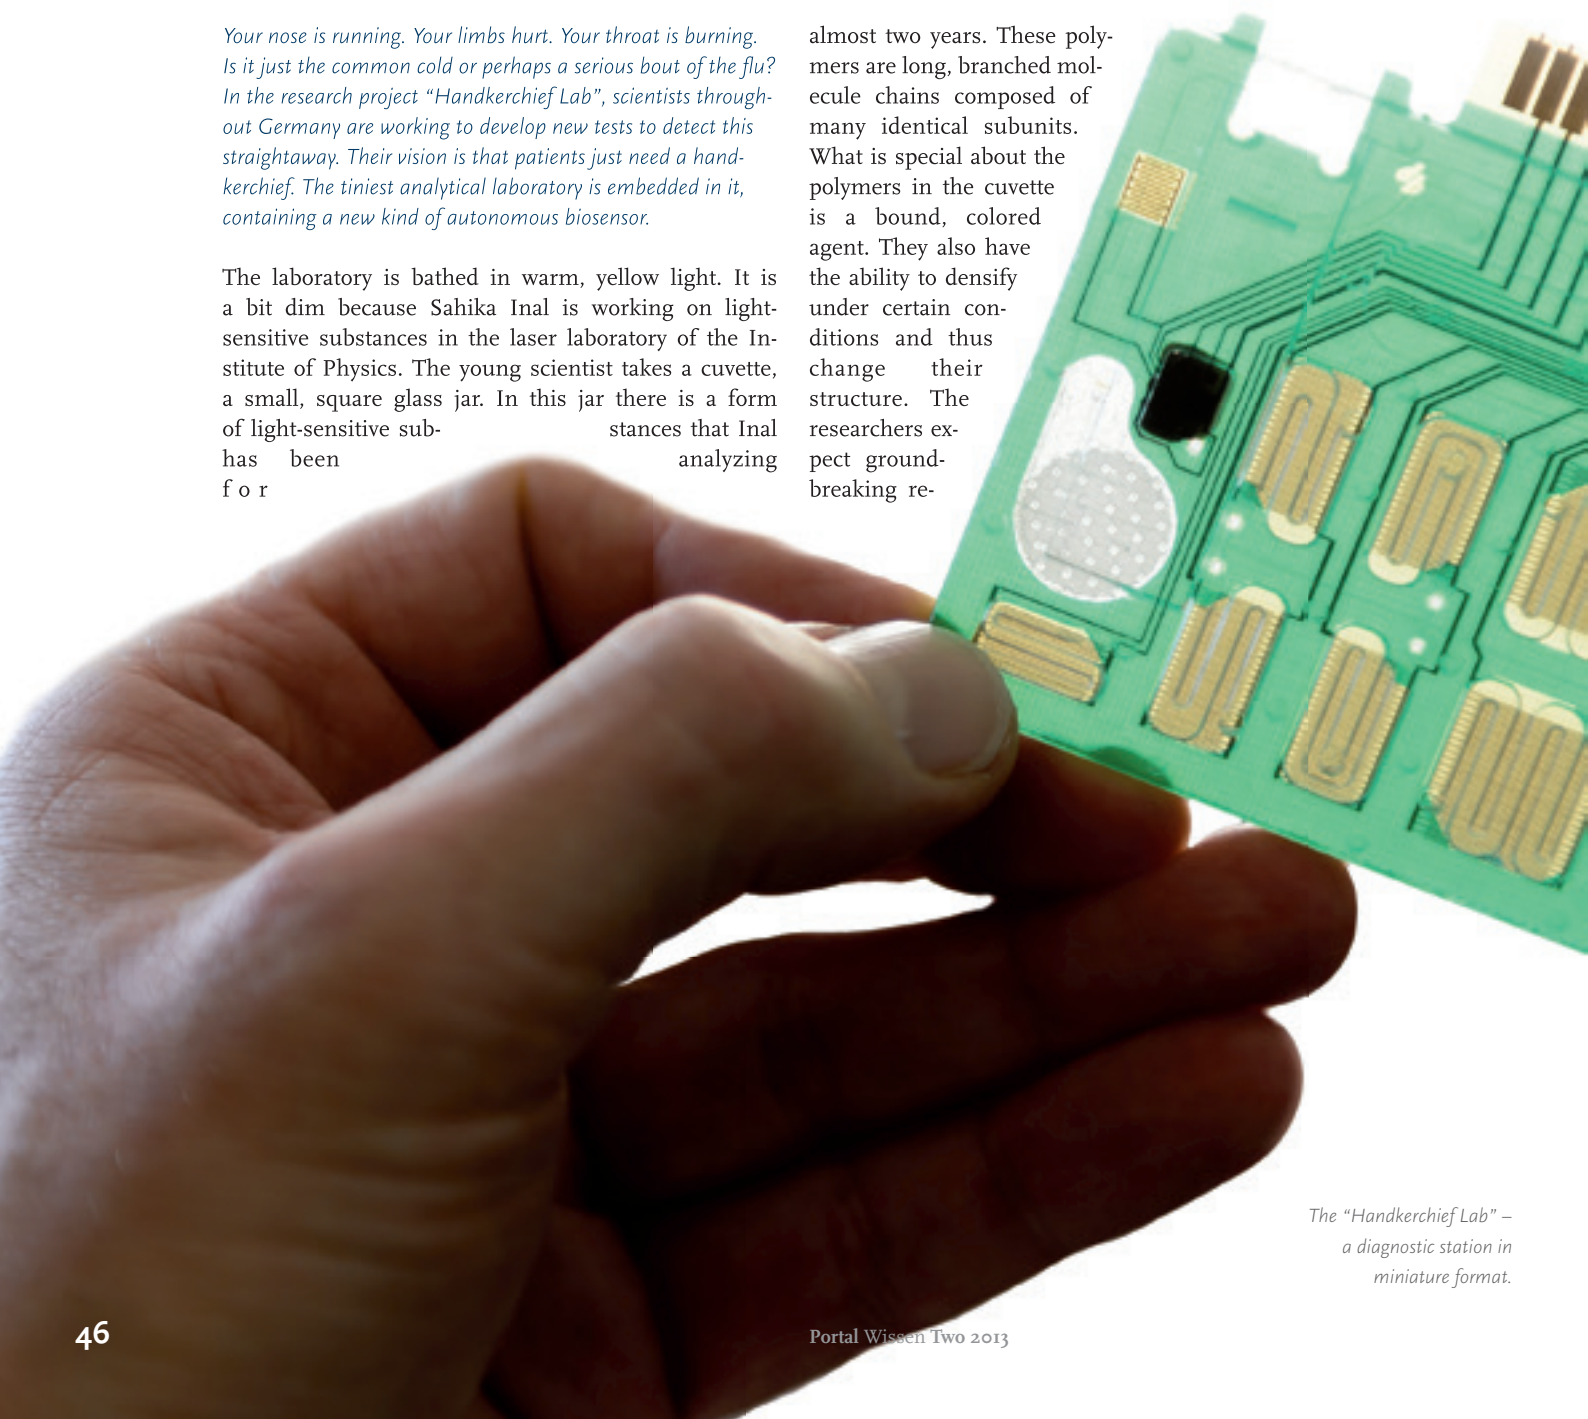 Your nose is running. Your limbs hurt. Your throat is burning.
Is it just the common cold or perhaps a serious bout of the flu?
In the research project “Handkerchief Lab”, scientists through-
out Germany are working to develop new tests to detect this
straightaway. Their vision is that patients just need a hand-
kerchief. The tiniest analytical laboratory is embedded in it,
containing a new kind of autonomous biosensor.
The laboratory is bathed in warm, yellow light. It is
a bit dim because Sahika Inal is working on light-
sensitive substances in the laser laboratory of the In-
stitute of Physics. The young scientist takes a cuvette,
a small, square glass jar. In this jar there is a form
of light-sensitive sub- stances that Inal
has been analyzing
for
almost two years. These poly-
mers are long, branched mol-
ecule chains composed of
many identical subunits.
What is special about the
polymers in the cuvette
is a bound, colored
agent. They also have
the ability to densify
under certain con-
ditions and thus
change their
structure. The
researchers ex-
pect ground-
breaking re-
The “Handkerchief Lab” –
a diagnostic station in
miniature format.
46
Portal Wissen Two 2013